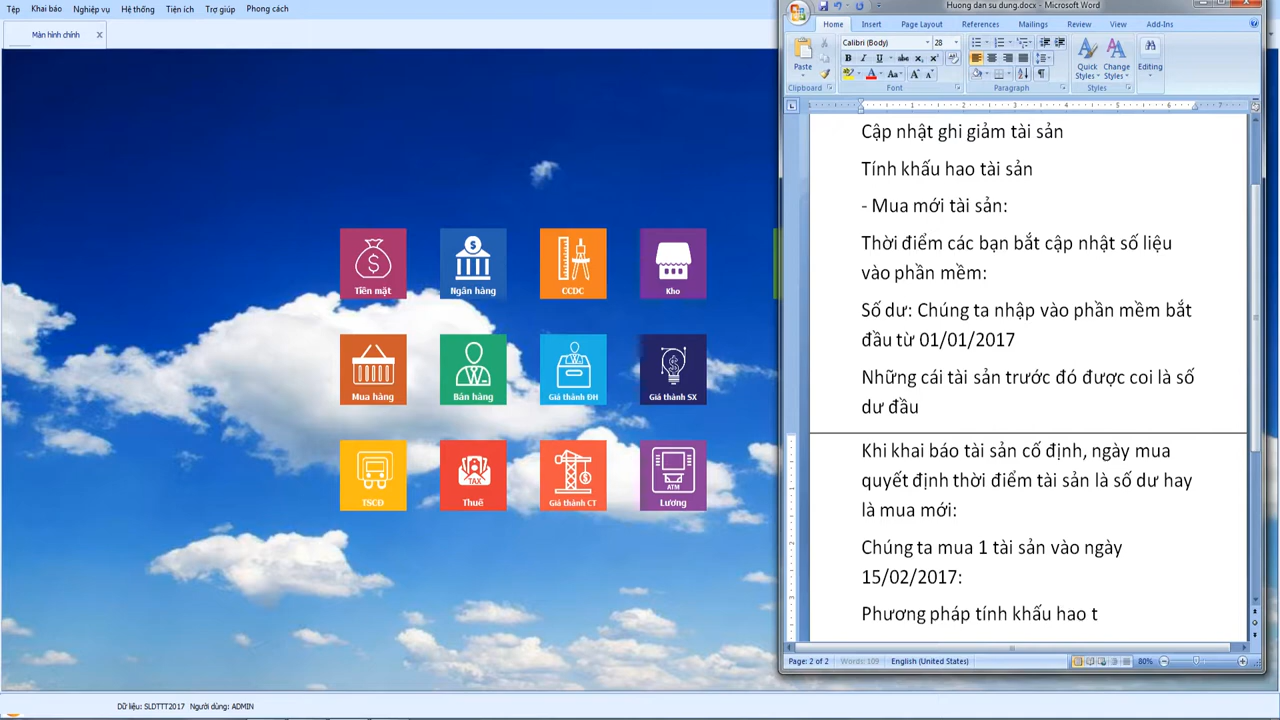 Tệp Khai báo Nghiệp vụ Hệ thống Tiện ích Trợ giúp Phong cách
Màn hình chính
Tiền mặt
Ngân hàng
CCDC
Kho
Mua hàng
Bán hàng
Giá thành ĐH
Giá thành SX
TSCĐ
TAX
Thuế
Giá thành CT
ATM
Lương
Dữ liệu: SLDTTT2017 Người dùng: ADMIN
Huong dan su dung.docx - Microsoft Word
Home Insert Page Layout References Mailings Review View Add-Ins
Paste
Calibri (Body) 28
Quick Styles
Change Styles
Editing
Clipboard Font Paragraph Styles
Cập nhật ghi giảm tài sản
Tính khấu hao tài sản
- Mua mới tài sản:
Thời điểm các bạn bắt cập nhật số liệu
vào phần mềm:
Số dư: Chúng ta nhập vào phần mềm bắt
đầu từ 01/01/2017
Những cái tài sản trước đó được coi là số
dư đầu
Khi khai báo tài sản cố định, ngày mua
quyết định thời điểm tài sản là số dư hay
là mua mới:
Chúng ta mua 1 tài sản vào ngày
15/02/2017:
Phương pháp tính khấu hao t
Page: 2 of 2 Words: 109 English (United States) 80%